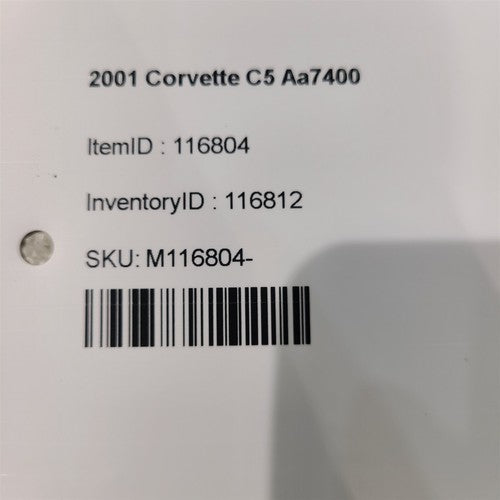 2001 Corvette C5 Aa7400
ItemID : 116804
InventoryID : 116812
SKU: M116804-